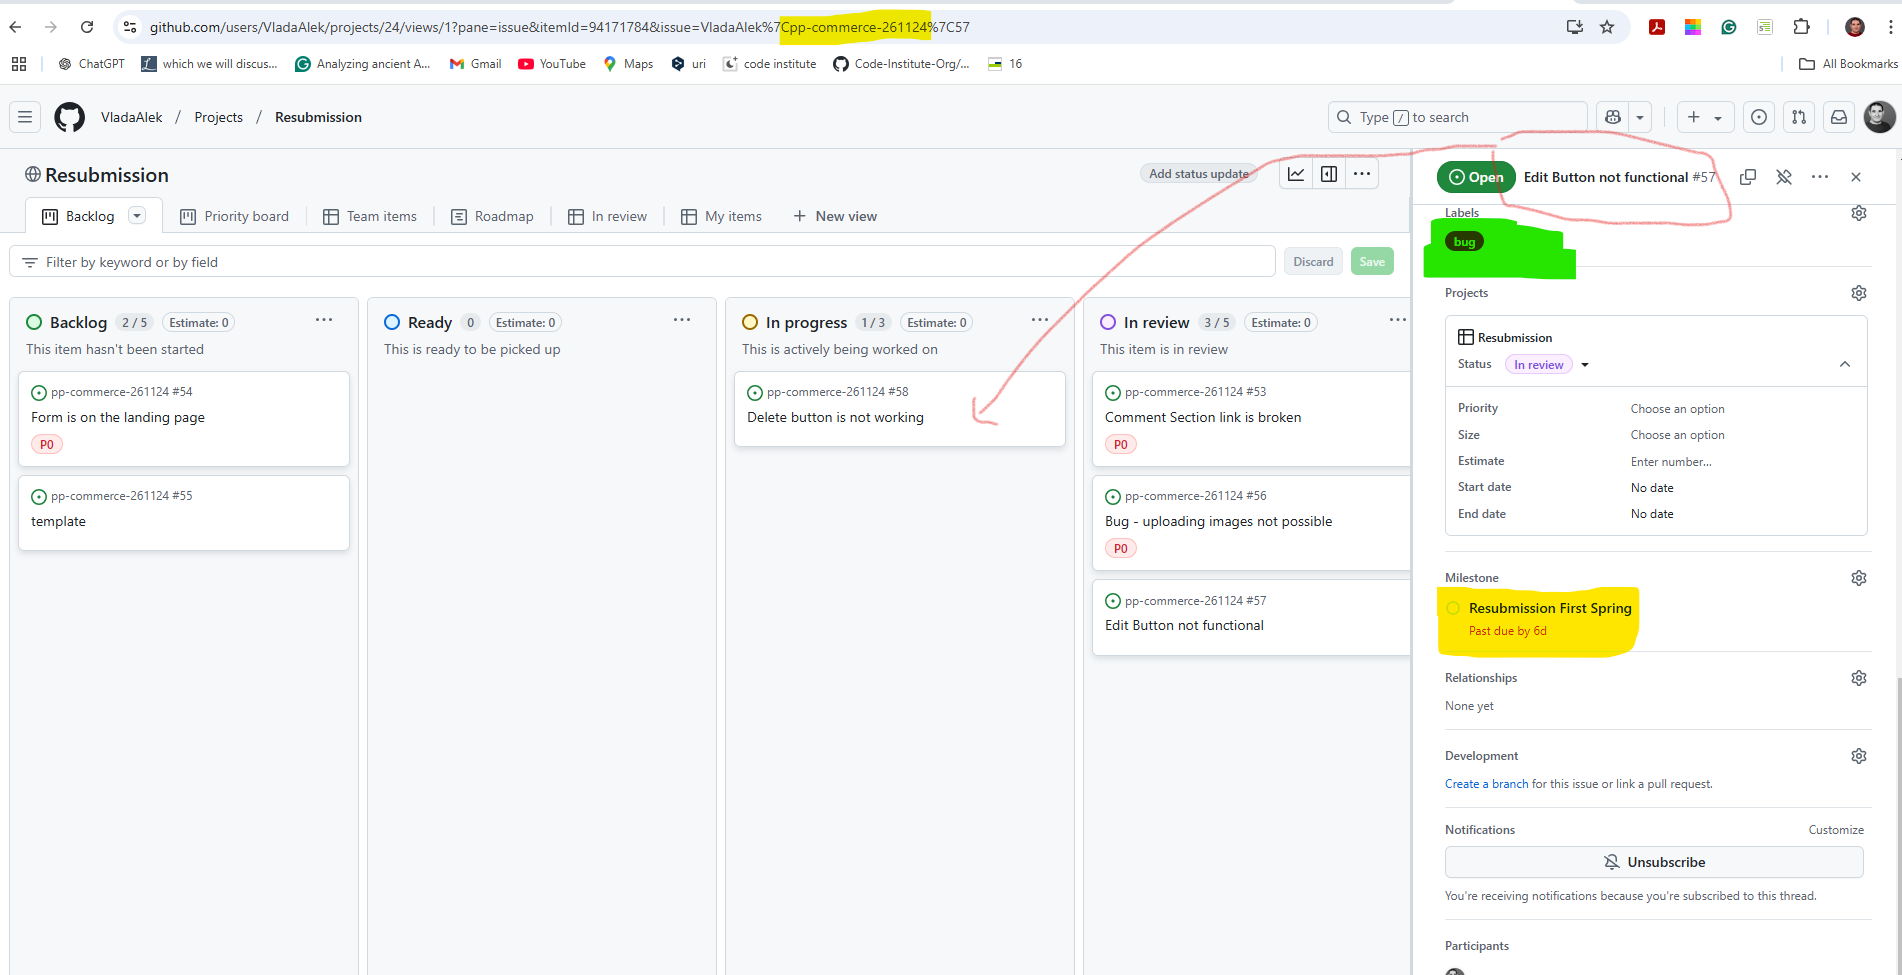 github.com/users/VladaAlek/projects/24/views/1?pane=issue&itemId=94171784&issue=VladaAlek%7Cpp-commerce-261124%7C57
ChatGPT which we will discuss... Analyzing ancient A... Gmail YouTube Maps uri code institute Code-Institute-Org/... 16 All Bookmarks
VladaAlek / Projects / Resubmission
Type / to search
Resubmission
Add status update
Backlog Priority board Team items Roadmap In review My items + New view
Filter by keyword or by field
Discard Save
Backlog 2 / 5 Estimate: 0
This item hasn't been started
pp-commerce-261124 #54
Form is on the landing page
P0
pp-commerce-261124 #55
template
Ready 0 Estimate: 0
This is ready to be picked up
In progress 1 / 3 Estimate: 0
This is actively being worked on
pp-commerce-261124 #58
Delete button is not working
In review 3 / 5 Estimate: 0
This item is in review
pp-commerce-261124 #53
Comment Section link is broken
P0
pp-commerce-261124 #56
Bug - uploading images not possible
P0
pp-commerce-261124 #57
Edit Button not functional
Open Edit Button not functional #57
Labels
bug
Projects
Resubmission
Status In review
Priority Choose an option
Size Choose an option
Estimate Enter number...
Start date No date
End date No date
Milestone
Resubmission First Spring
Past due by 6d
Relationships
None yet
Development
Create a branch for this issue or link a pull request.
Notifications Customize
Unsubscribe
You're receiving notifications because you're subscribed to this thread.
Participants